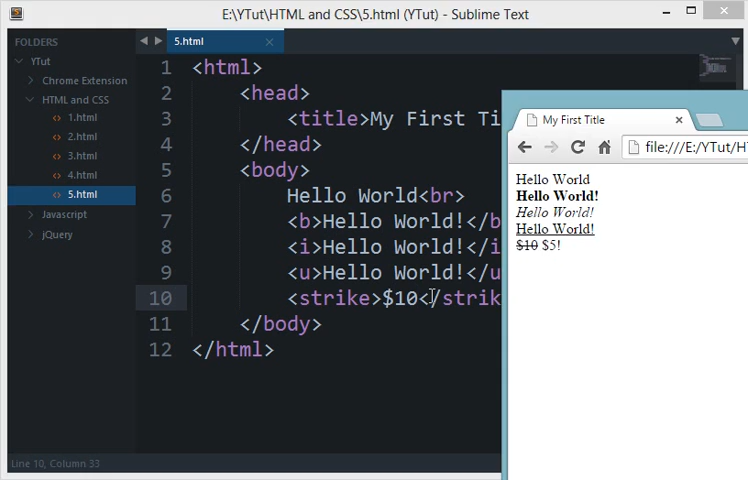 E:\YTut\HTML and CSS\5.html (YTut) - Sublime Text
FOLDERS
YTut
Chrome Extension
HTML and CSS
1.html
2.html
3.html
4.html
5.html
Javascript
jQuery
5.html
1 <html>
2 <head>
3 <title>My First Ti
4 </head>
5 <body>
6 Hello World<br>
7 <b>Hello World!</b
8 <i>Hello World!</i
9 <u>Hello World!</u
10 <strike>$10</strik
11 </body>
12 </html>
Line 10, Column 33
My First Title
file:///E:/YTut/HT
Hello World
Hello World!
Hello World!
Hello World!
$10 $5!